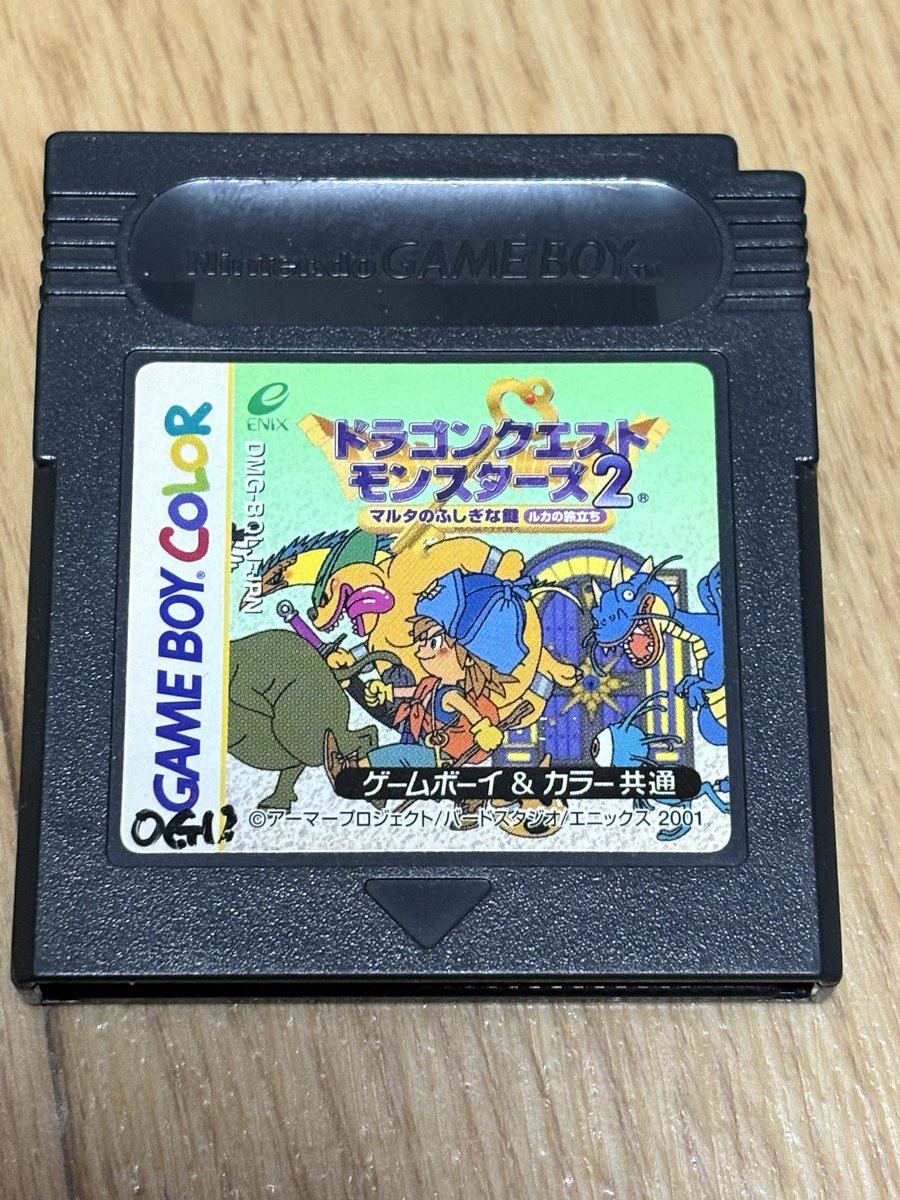 Nintendo GAME BOY TM
GAME BOY COLOR
ENIX
ドラゴンクエスト
モンスターズ2®
マルタのふしぎな鍵 ルカの旅立ち
ゲームボーイ & カラー共通
©アーマープロジェクト/バードスタジオ/エニックス 2001